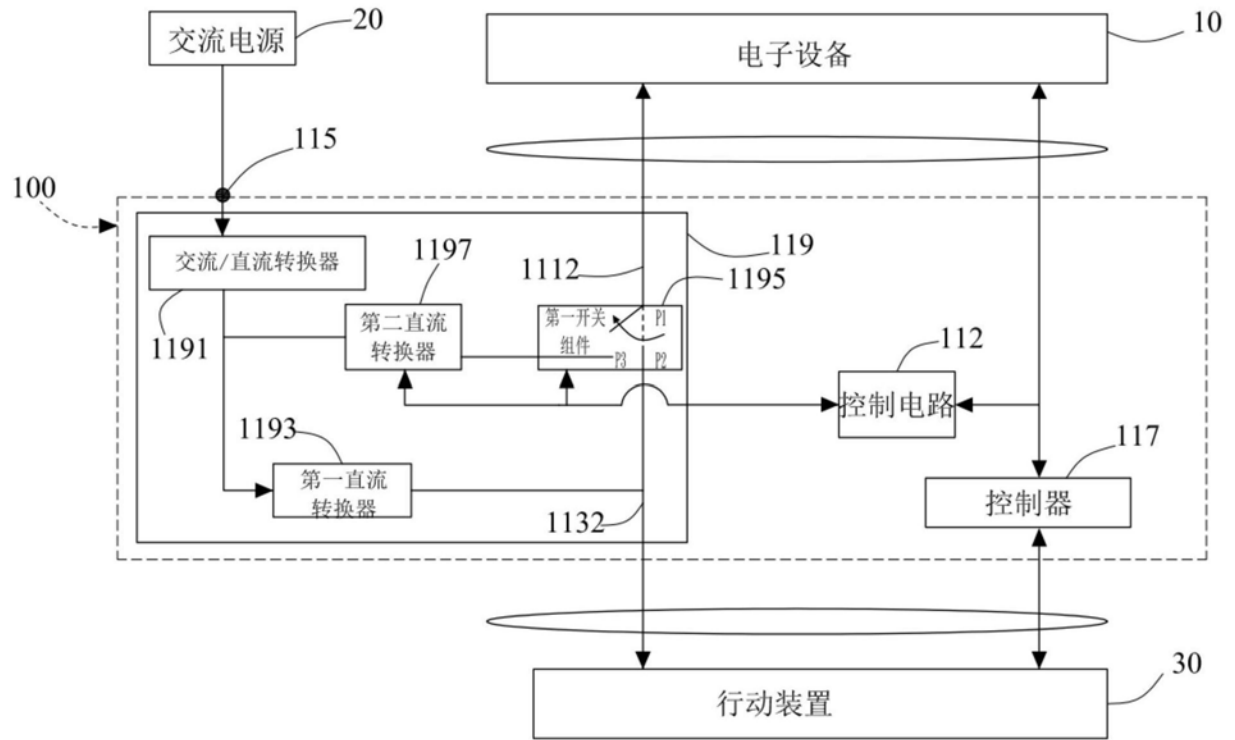 交流电源
20
电子设备
10
115
100
交流/直流转换器
1197
1112
119
1195
第二直流
转换器
第一开关
组件
P1
P3
P2
1191
112
控制电路
1193
117
第一直流
转换器
控制器
1132
行动装置
30